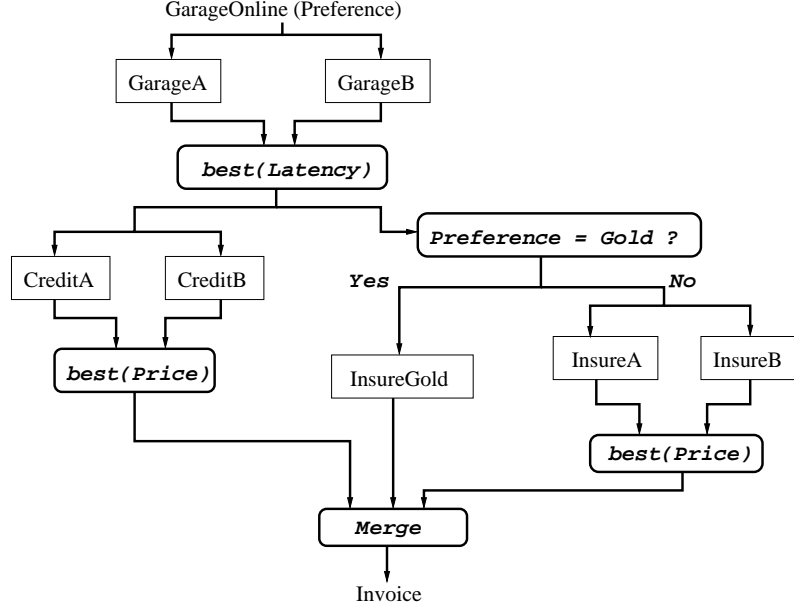 GarageOnline (Preference)
GarageA
GarageB
best(Latency)
Preference = Gold ?
CreditA
CreditB
Yes
No
best(Price)
InsureGold
InsureA
InsureB
best(Price)
Merge
Invoice